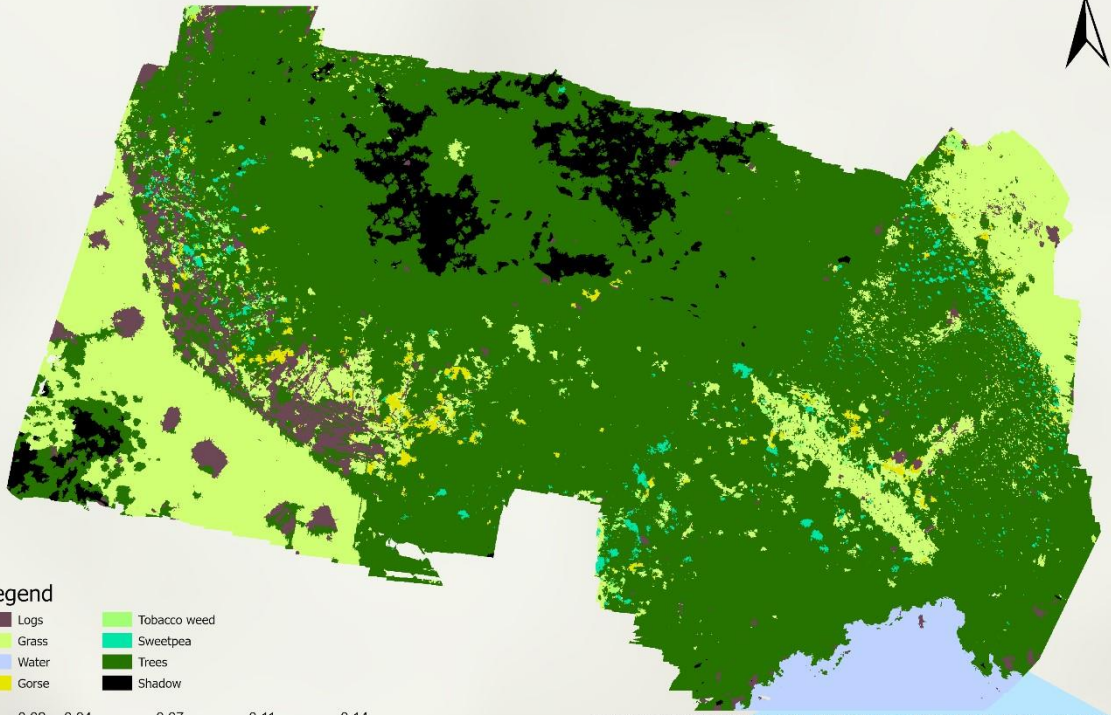 egend
Logs
Tobacco weed
Grass
Sweetpea
Water
Trees
Gorse
Shadow